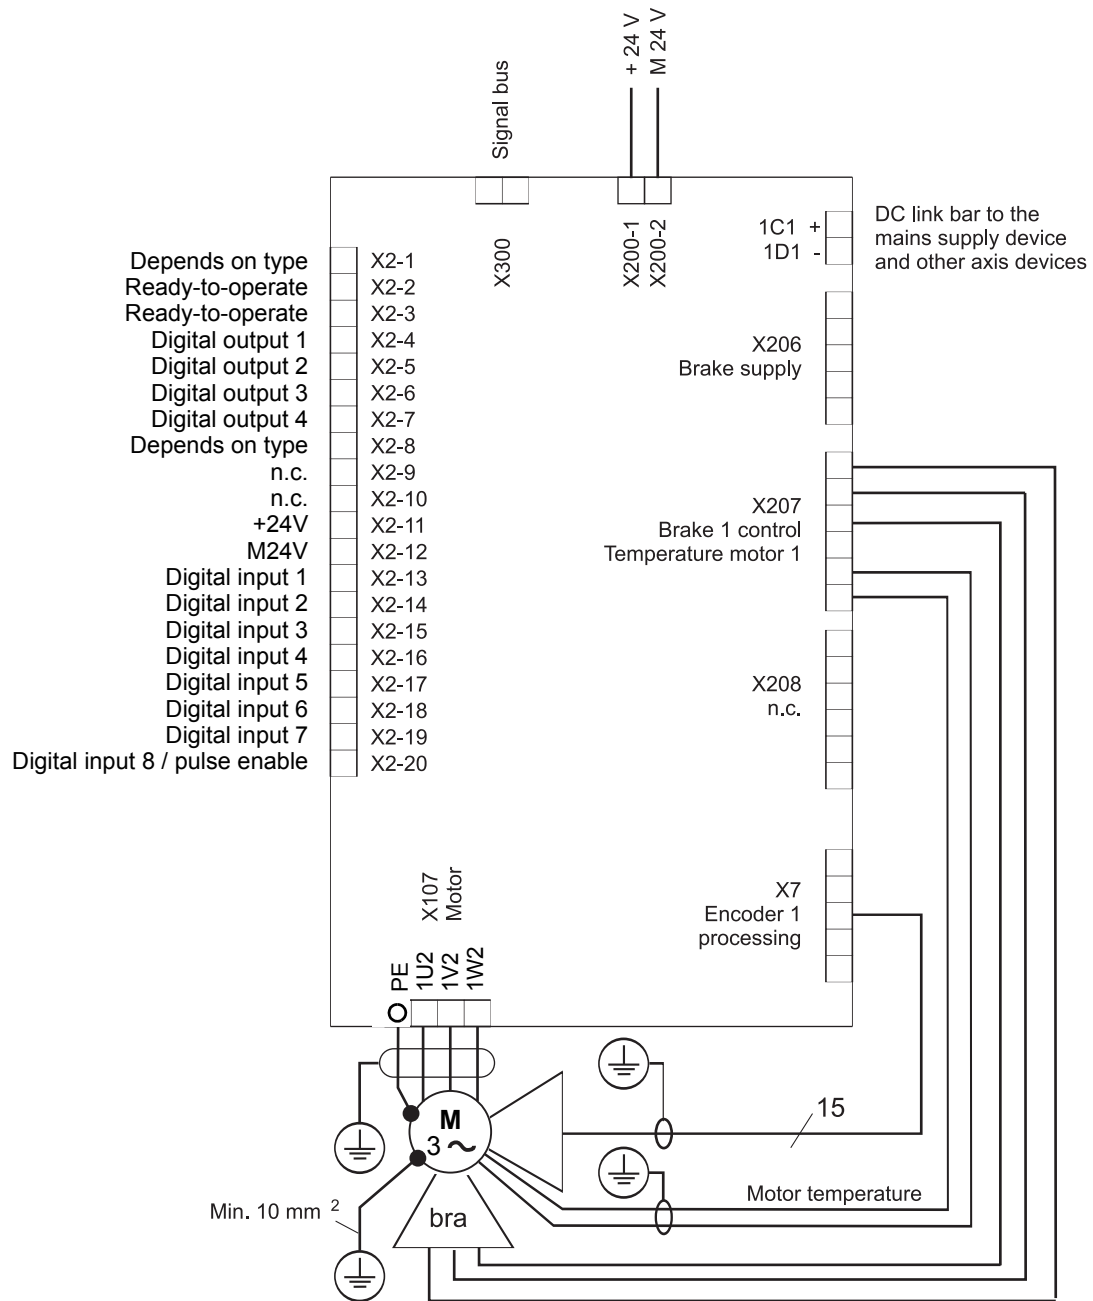 + 24 V
M 24 V
Signal bus
X300
X200-1
X200-2
1C1 +
1D1 -
DC link bar to the
mains supply device
and other axis devices
Depends on type X2-1
Ready-to-operate X2-2
Ready-to-operate X2-3
Digital output 1 X2-4
Digital output 2 X2-5
Digital output 3 X2-6
Digital output 4 X2-7
Depends on type X2-8
n.c. X2-9
n.c. X2-10
+24V X2-11
M24V X2-12
Digital input 1 X2-13
Digital input 2 X2-14
Digital input 3 X2-15
Digital input 4 X2-16
Digital input 5 X2-17
Digital input 6 X2-18
Digital input 7 X2-19
Digital input 8 / pulse enable X2-20
X206
Brake supply
X207
Brake 1 control
Temperature motor 1
X208
n.c.
X7
Encoder 1
processing
X107
Motor
PE
1U2
1V2
1W2
M
3 ~
15
Motor temperature
Min. 10 mm 2
bra